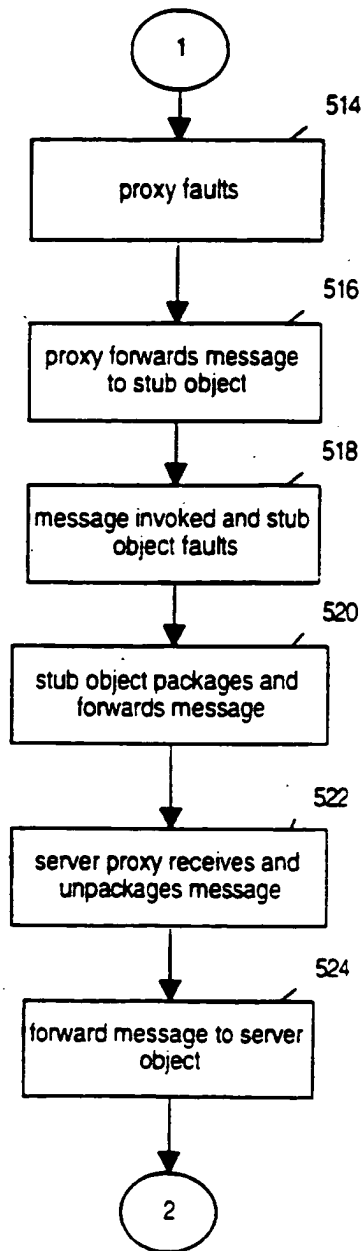 1
514
proxy faults
516
proxy forwards message
to stub object
518
message invoked and stub
object faults
520
stub object packages and
forwards message
522
server proxy receives and
unpackages message
524
forward message to server
object
2